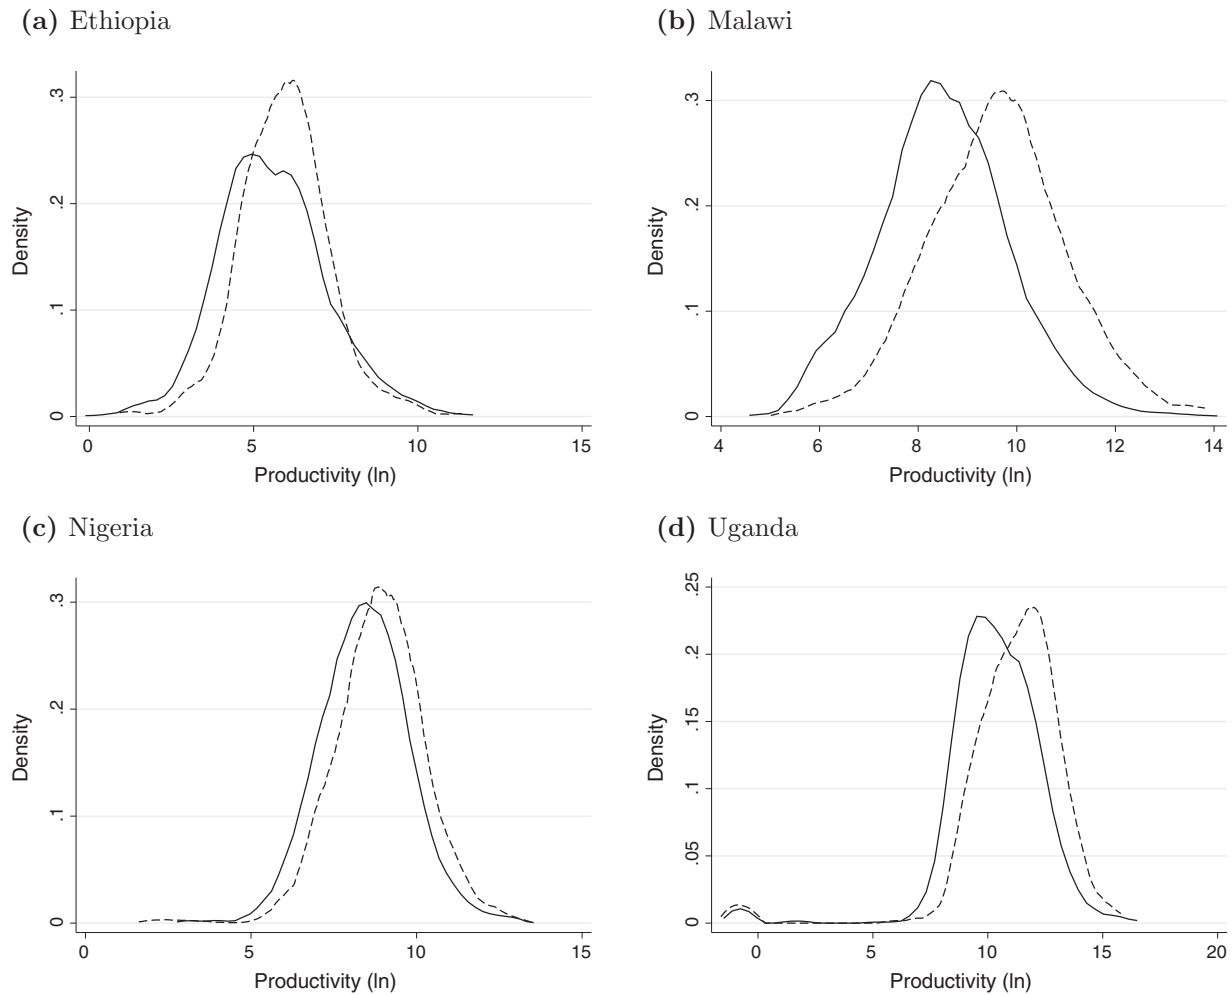 (a) Ethiopia
Density
0
.1
.2
.3
0 5 10 15
Productivity (ln)
(b) Malawi
Density
0
.1
.2
.3
4 6 8 10 12 14
Productivity (ln)
(c) Nigeria
Density
0
.1
.2
.3
0 5 10 15
Productivity (ln)
(d) Uganda
Density
0
.05
.1
.15
.2
.25
0 5 10 15 20
Productivity (ln)